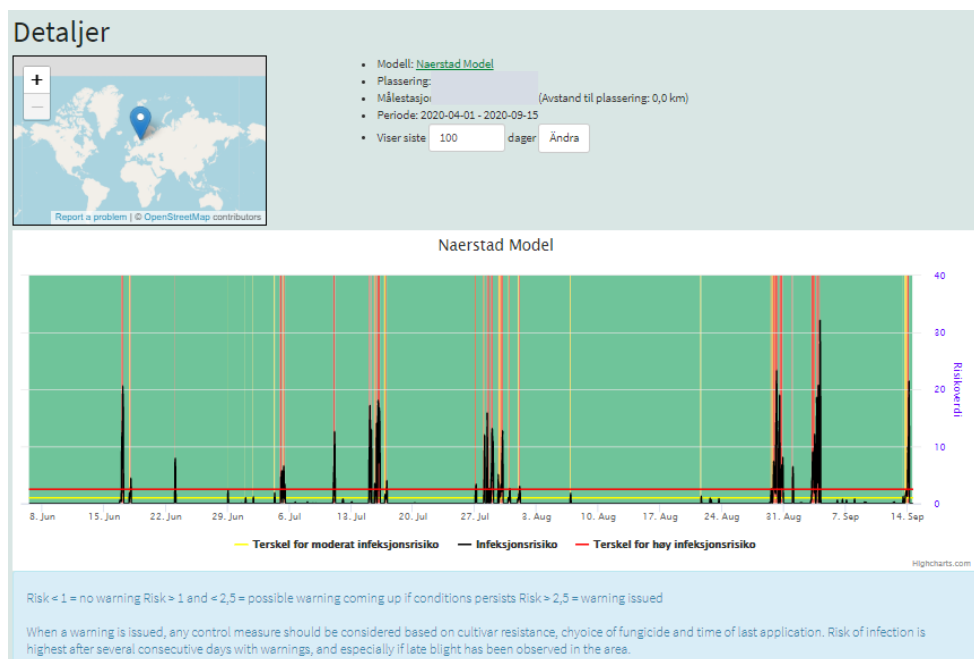 Detaljer
+
−
Report a problem | © OpenStreetMap contributors
• Modell: Naerstad Model
• Plassering:
• Målestasjo (Avstand til plassering: 0,0 km)
• Periode: 2020-04-01 - 2020-09-15
• Viser siste 100 dager Ändra
Naerstad Model
40
30
20
10
0
Risikoverdi
8. Jun 15. Jun 22. Jun 29. Jun 6. Jul 13. Jul 20. Jul 27. Jul 3. Aug 10. Aug 17. Aug 24. Aug 31. Aug 7. Sep 14. Sep
Terskel for moderat infeksjonsrisiko Infeksjonsrisiko Terskel for høy infeksjonsrisiko
Highcharts.com
Risk < 1 = no warning Risk > 1 and < 2,5 = possible warning coming up if conditions persists Risk > 2,5 = warning issued
When a warning is issued, any control measure should be considered based on cultivar resistance, chyoice of fungicide and time of last application. Risk of infection is
highest after several consecutive days with warnings, and especially if late blight has been observed in the area.